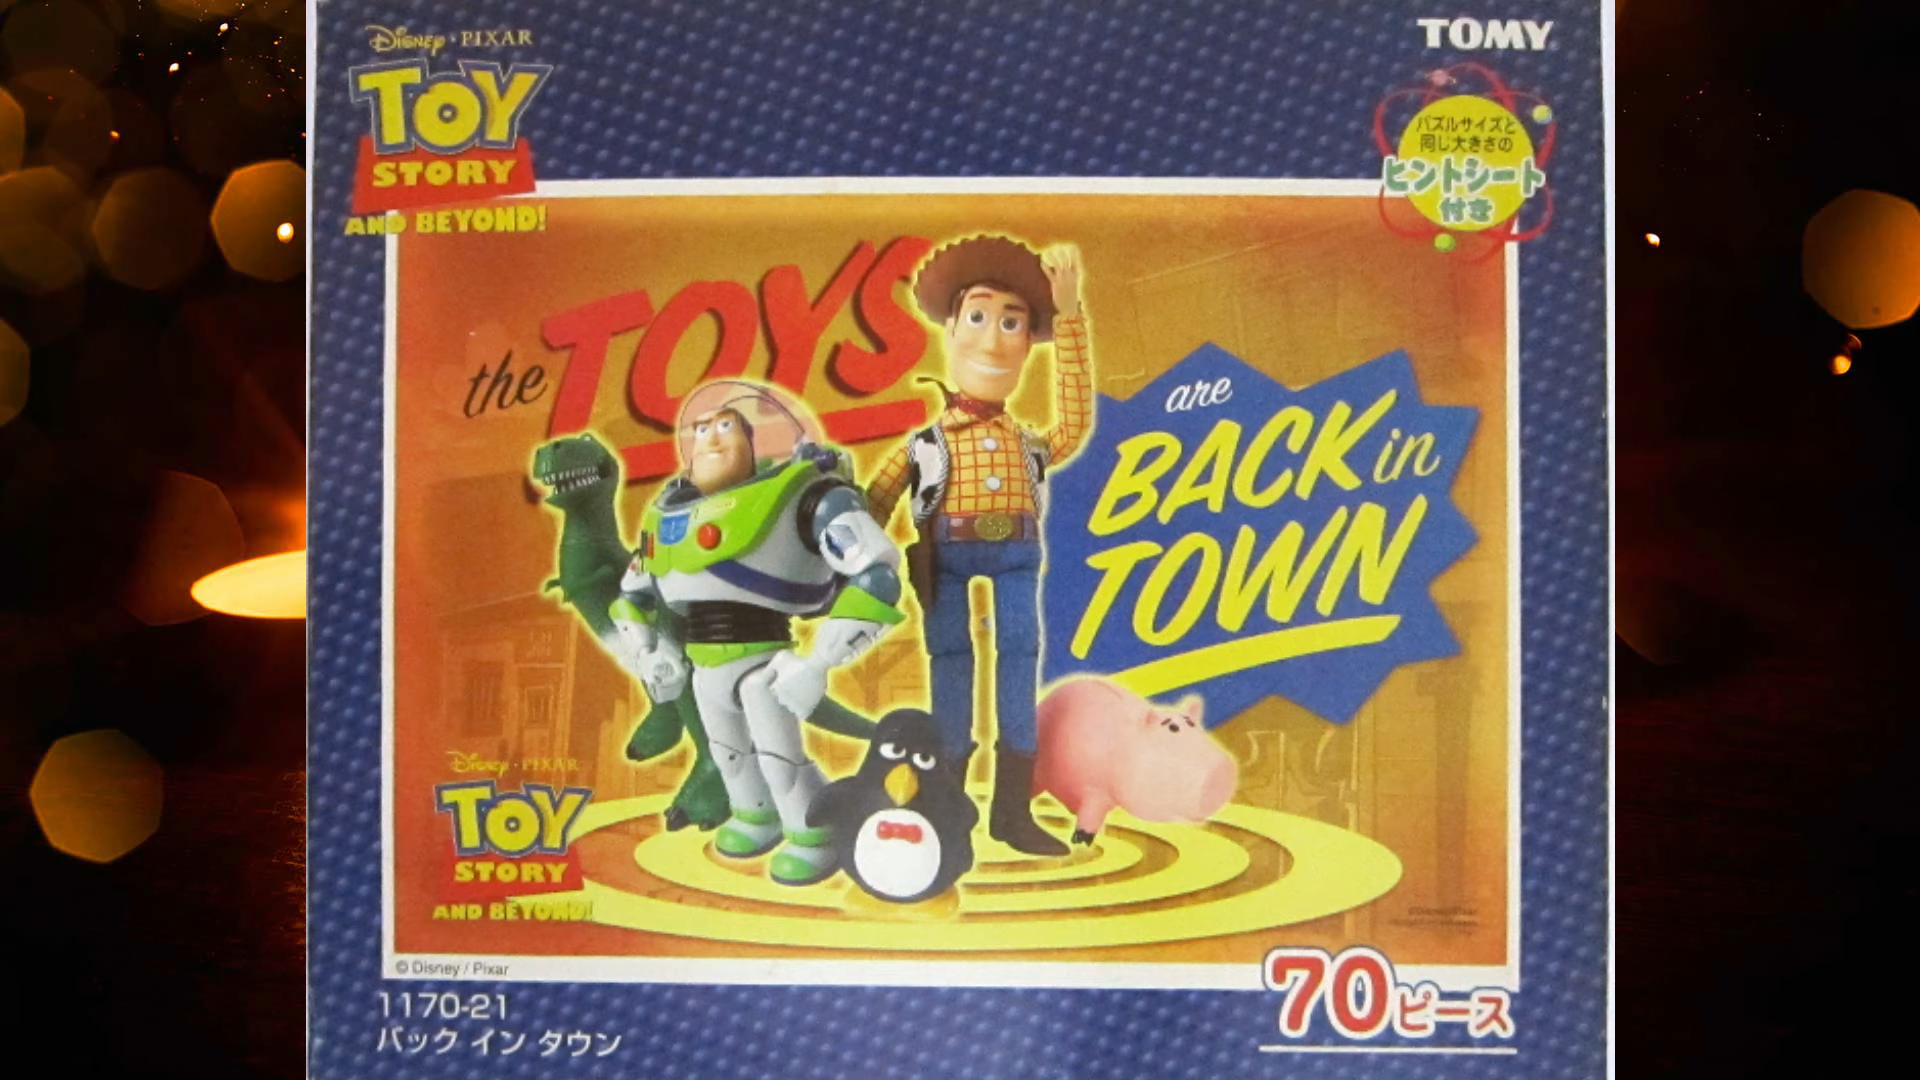 Disney · PIXAR
TOY
STORY
AND BEYOND!
TOMY
パズルサイズと
同じ大きさの
ヒントシート
付き
the TOYS
are
BACK in
TOWN
Disney · PIXAR
TOY
STORY
AND BEYOND!
© Disney / Pixar
1170-21
バック イン タウン
70ピース